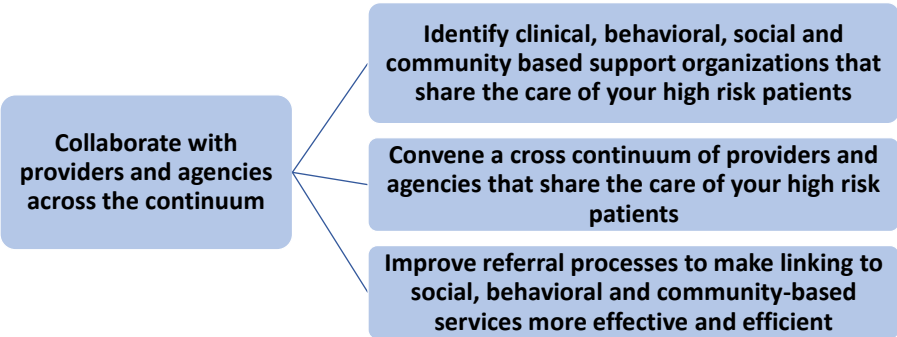 Collaborate with
providers and agencies
across the continuum
Identify clinical, behavioral, social and
community based support organizations that
share the care of your high risk patients
Convene a cross continuum of providers and
agencies that share the care of your high risk
patients
Improve referral processes to make linking to
social, behavioral and community-based
services more effective and efficient